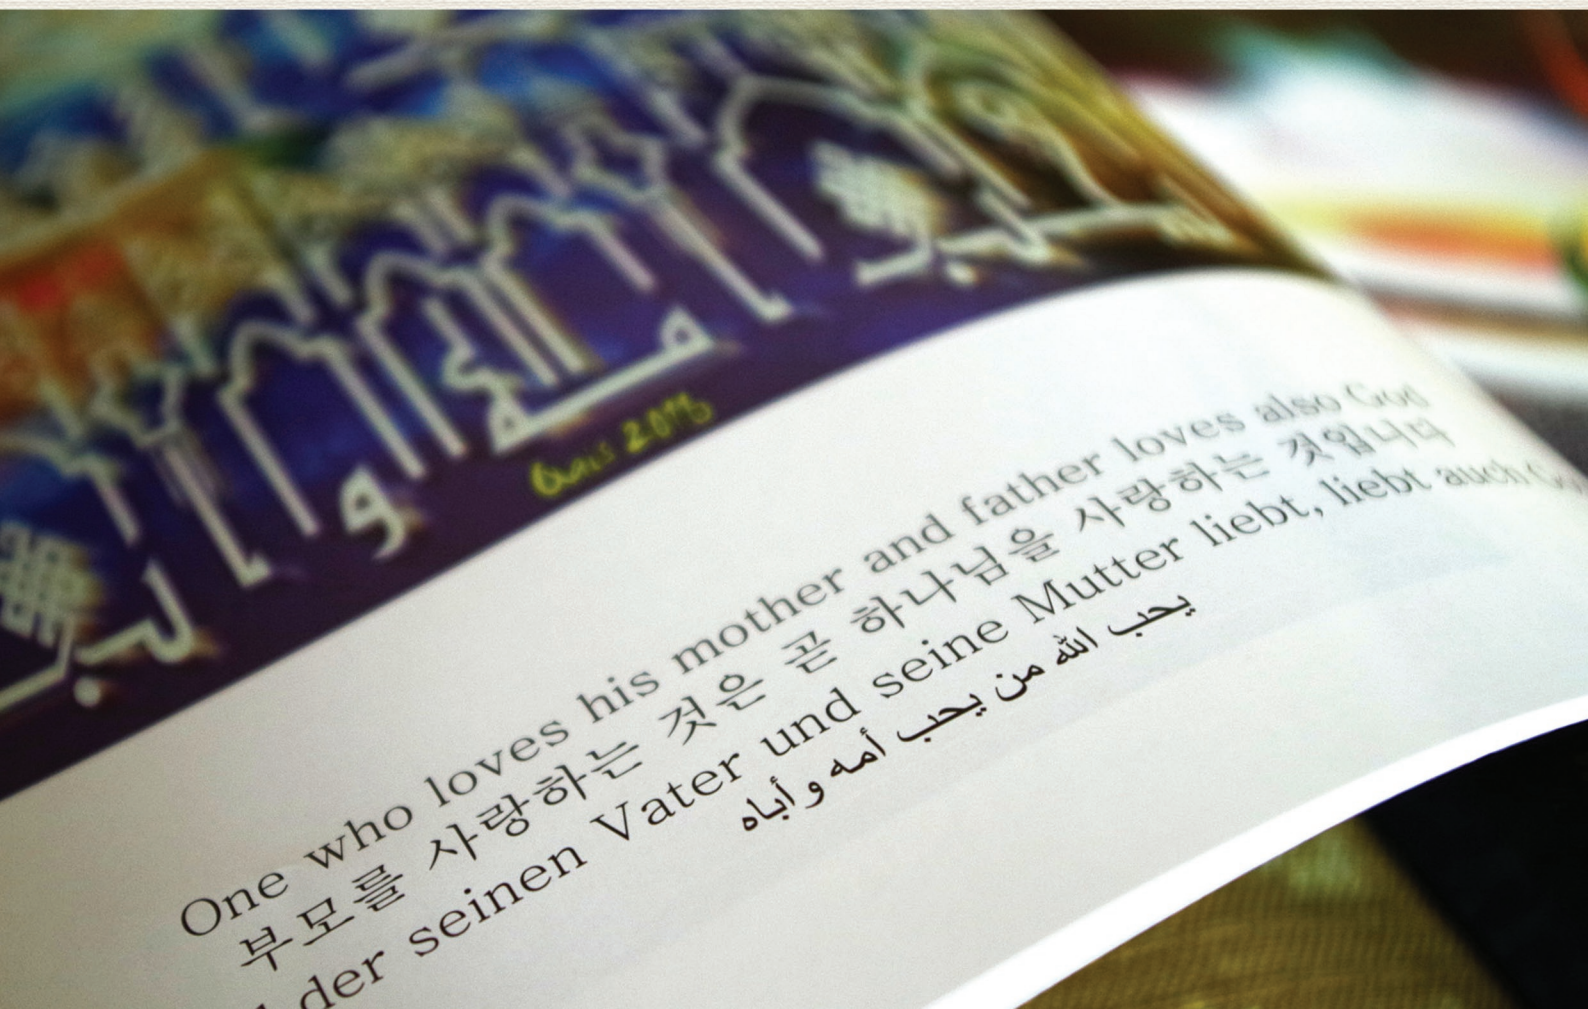 2018
One who loves his mother and father loves also God
부모를 사랑하는 것은 곧 하나님을 사랑하는 것입니다
der seinen Vater und seine Mutter liebt, liebt auch
يحب الله من يحب أمه وأباه